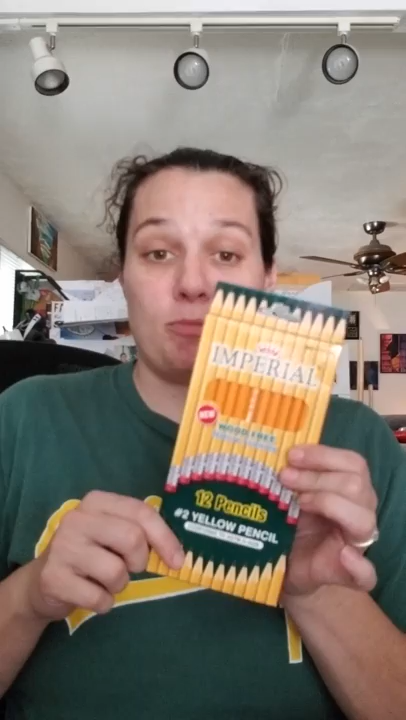 IMPERIAL
NEW
WOOD FREE
12 Pencils
#2 YELLOW PENCIL